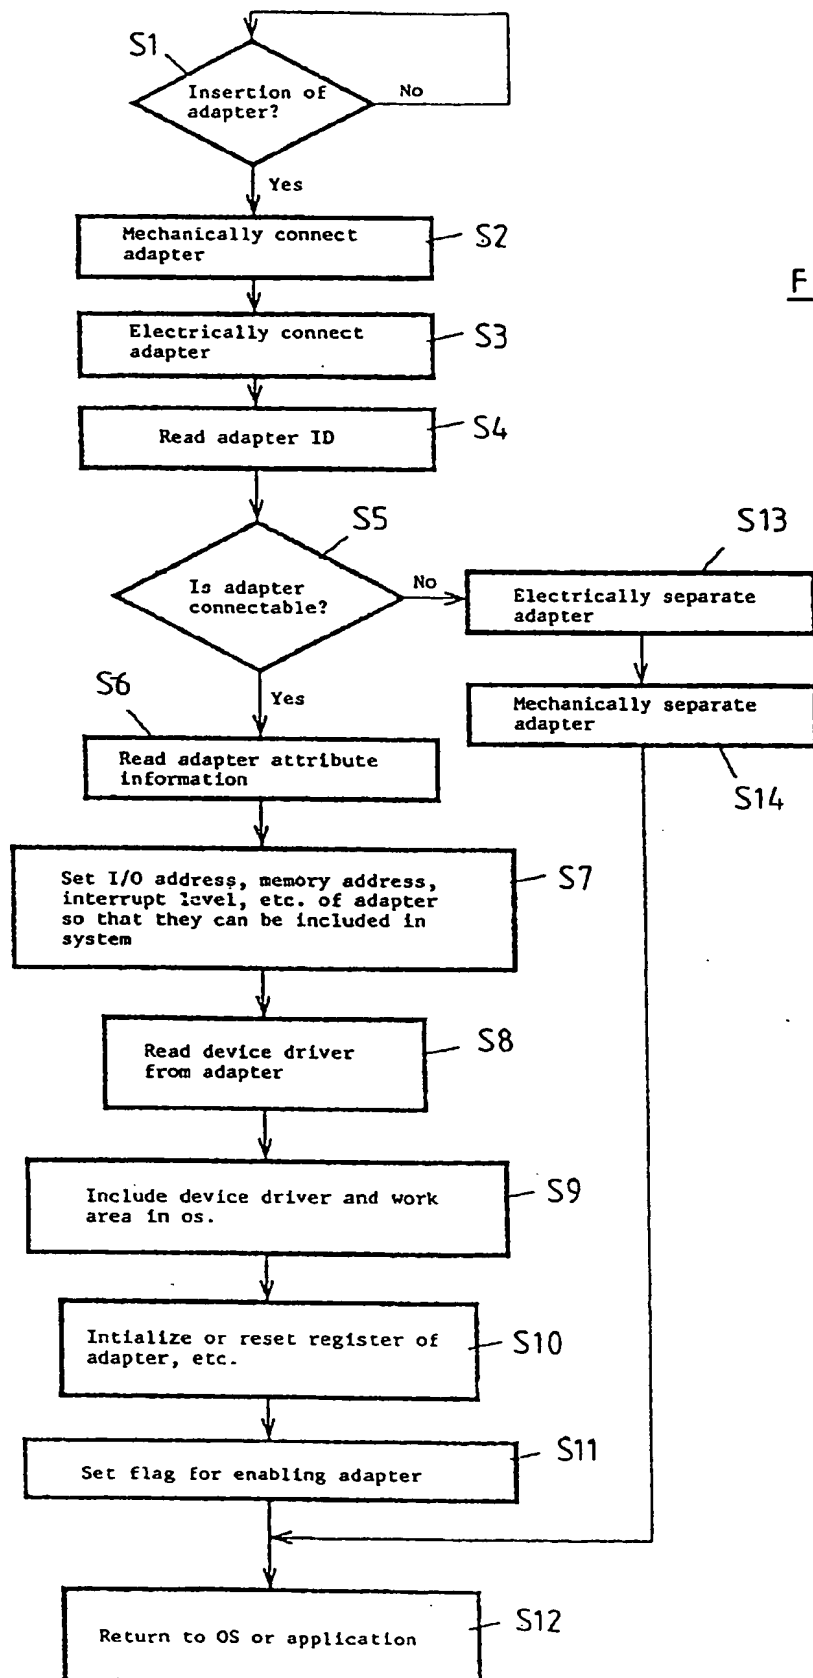 S1
Insertion of
adapter?
No
Yes
Mechanically connect
adapter
S2
F
Electrically connect
adapter
S3
Read adapter ID
S4
S5
Is adapter
connectable?
No
S13
Electrically separate
adapter
Yes
S6
Mechanically separate
adapter
S14
Read adapter attribute
information
Set I/O address, memory address,
interrupt level, etc. of adapter
so that they can be included in
system
S7
Read device driver
from adapter
S8
Include device driver and work
area in os.
S9
Intialize or reset register of
adapter, etc.
S10
Set flag for enabling adapter
S11
Return to OS or application
S12